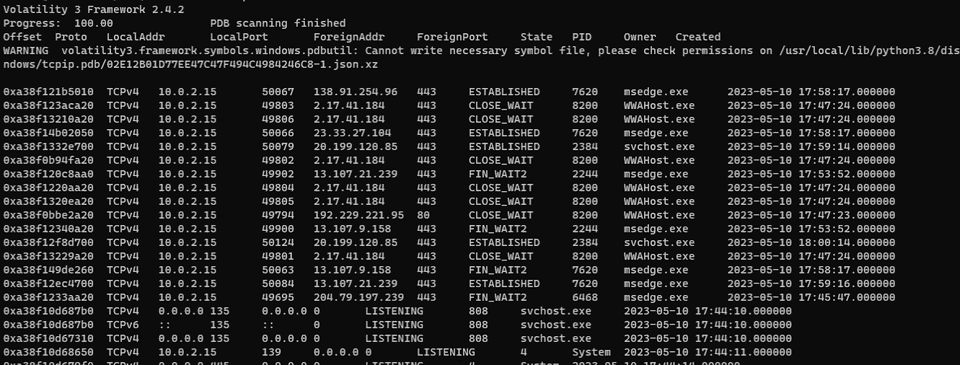 Volatility 3 Framework 2.4.2
Progress:  100.00               PDB scanning finished
Offset  Proto   LocalAddr       LocalPort       ForeignAddr     ForeignPort     State   PID     Owner   Created
WARNING  volatility3.framework.symbols.windows.pdbutil: Cannot write necessary symbol file, please check permissions on /usr/local/lib/python3.8/dis
ndows/tcpip.pdb/02E12B01D77EE47C47F494C4984246C8-1.json.xz
0xa38f121b5010  TCPv4   10.0.2.15       50067   138.91.254.96   443     ESTABLISHED     7620    msedge.exe      2023-05-10 17:58:17.000000
0xa38f123aca20  TCPv4   10.0.2.15       49803   2.17.41.184     443     CLOSE_WAIT      8200    WWAHost.exe     2023-05-10 17:47:24.000000
0xa38f13210a20  TCPv4   10.0.2.15       49806   2.17.41.184     443     CLOSE_WAIT      8200    WWAHost.exe     2023-05-10 17:47:24.000000
0xa38f14b02050  TCPv4   10.0.2.15       50066   23.33.27.104    443     ESTABLISHED     7620    msedge.exe      2023-05-10 17:58:17.000000
0xa38f1332e700  TCPv4   10.0.2.15       50079   20.199.120.85   443     ESTABLISHED     2384    svchost.exe     2023-05-10 17:59:14.000000
0xa38f0b94fa20  TCPv4   10.0.2.15       49802   2.17.41.184     443     CLOSE_WAIT      8200    WWAHost.exe     2023-05-10 17:47:24.000000
0xa38f120c8aa0  TCPv4   10.0.2.15       49902   13.107.21.239   443     FIN_WAIT2       2244    msedge.exe      2023-05-10 17:53:52.000000
0xa38f1220aa20  TCPv4   10.0.2.15       49804   2.17.41.184     443     CLOSE_WAIT      8200    WWAHost.exe     2023-05-10 17:47:24.000000
0xa38f1320ea20  TCPv4   10.0.2.15       49805   2.17.41.184     443     CLOSE_WAIT      8200    WWAHost.exe     2023-05-10 17:47:24.000000
0xa38f0bbe2a20  TCPv4   10.0.2.15       49794   192.229.221.95  80      CLOSE_WAIT      8200    WWAHost.exe     2023-05-10 17:47:23.000000
0xa38f12340a20  TCPv4   10.0.2.15       49900   13.107.9.158    443     FIN_WAIT2       2244    msedge.exe      2023-05-10 17:53:52.000000
0xa38f12f8d700  TCPv4   10.0.2.15       50124   20.199.120.85   443     ESTABLISHED     2384    svchost.exe     2023-05-10 18:00:14.000000
0xa38f13229a20  TCPv4   10.0.2.15       49801   2.17.41.184     443     CLOSE_WAIT      8200    WWAHost.exe     2023-05-10 17:47:24.000000
0xa38f149de260  TCPv4   10.0.2.15       50063   13.107.9.158    443     FIN_WAIT2       7620    msedge.exe      2023-05-10 17:58:17.000000
0xa38f12ec4700  TCPv4   10.0.2.15       50084   13.107.21.239   443     FIN_WAIT2       7620    msedge.exe      2023-05-10 17:59:16.000000
0xa38f1233aa20  TCPv4   10.0.2.15       49695   204.79.197.239  443     FIN_WAIT2       6468    msedge.exe      2023-05-10 17:45:47.000000
0xa38f10d687b0  TCPv4   0.0.0.0 135     0.0.0.0 0       LISTENING       808     svchost.exe     2023-05-10 17:44:10.000000
0xa38f10d687b0  TCPv6   ::      135     ::      0       LISTENING       808     svchost.exe     2023-05-10 17:44:10.000000
0xa38f10d67310  TCPv4   0.0.0.0 135     0.0.0.0 0       LISTENING       808     svchost.exe     2023-05-10 17:44:10.000000
0xa38f10d68650  TCPv4   10.0.2.15       139     0.0.0.0 0       LISTENING       4       System  2023-05-10 17:44:11.000000